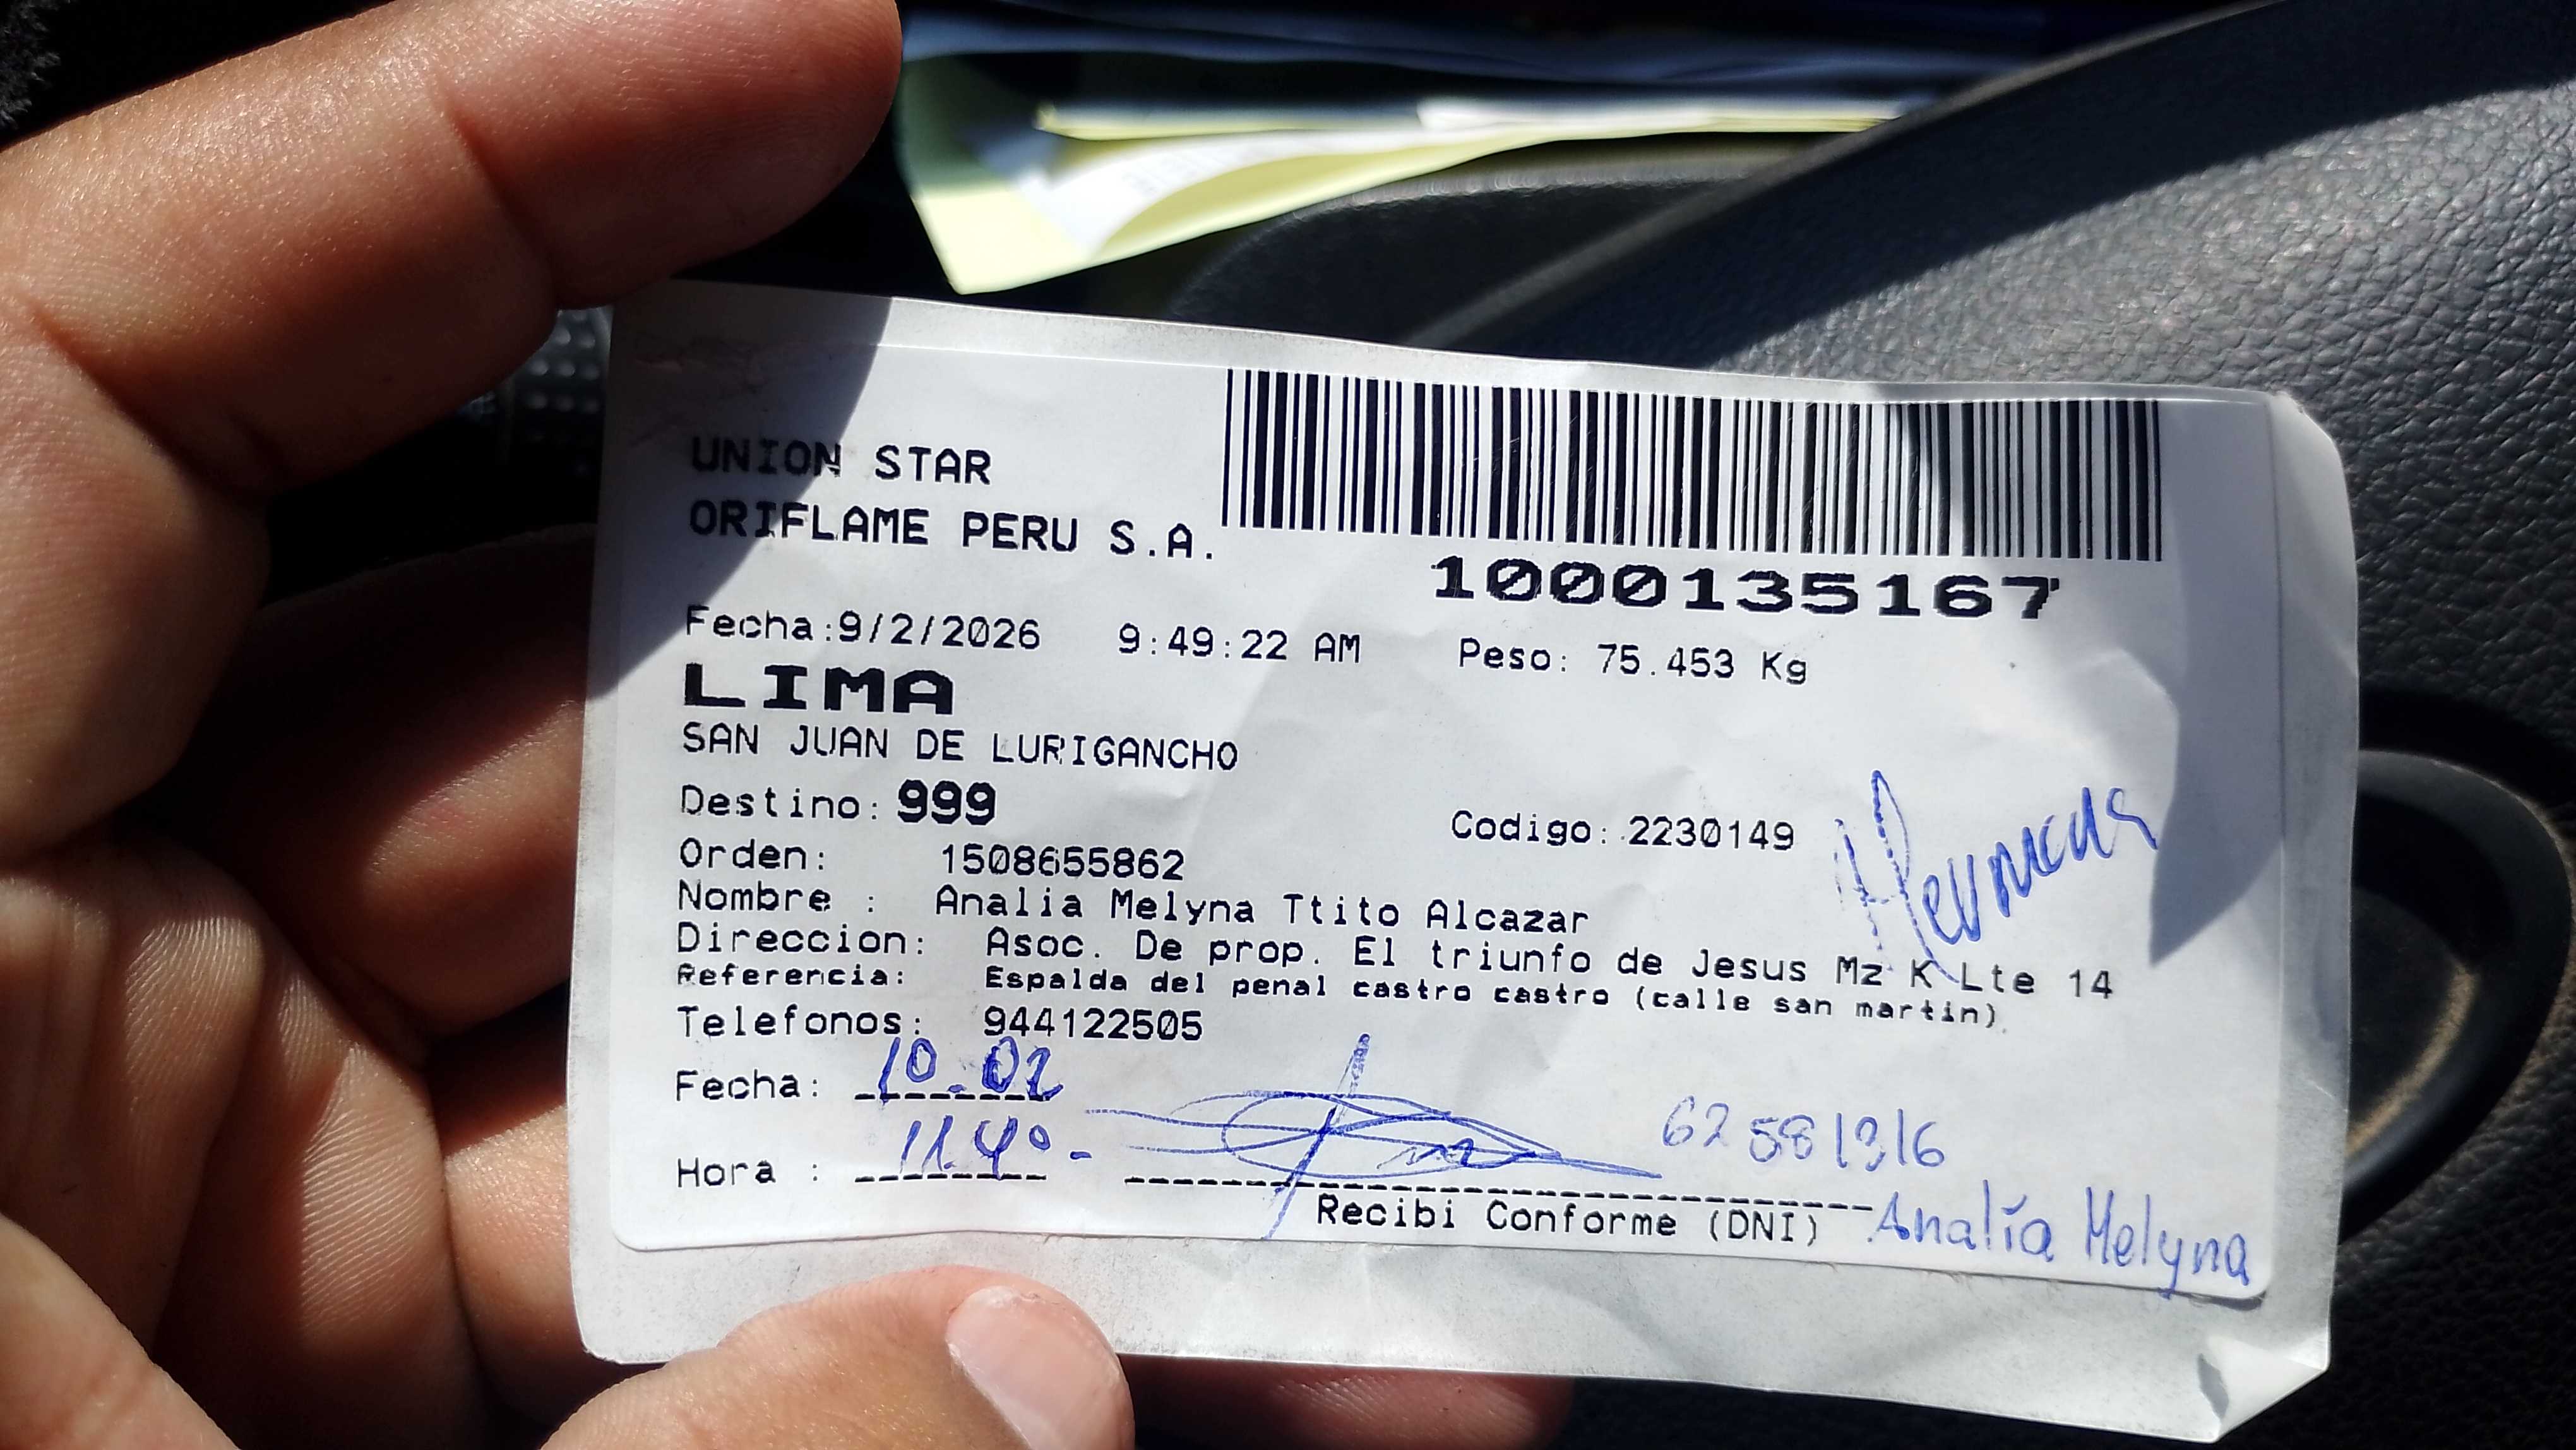 UNION STAR
ORIFLAME PERU S.A.
1000135167
Fecha:9/2/2026 9:49:22 AM Peso: 75.453 Kg
LIMA
SAN JUAN DE LURIGANCHO
Destino: 999
Codigo: 2230149
Orden: 1508655862
Nombre : Analia Melyna Ttito Alcazar
Direccion: Asoc. De prop. El triunfo de Jesus Mz K Lte 14
Referencia: Espalda del penal castro castro (calle san martin)
Telefonos: 944122505
Fecha: 10-02
Hora : 11.40-
62581316
Recibi Conforme (DNI) Analía Melyna